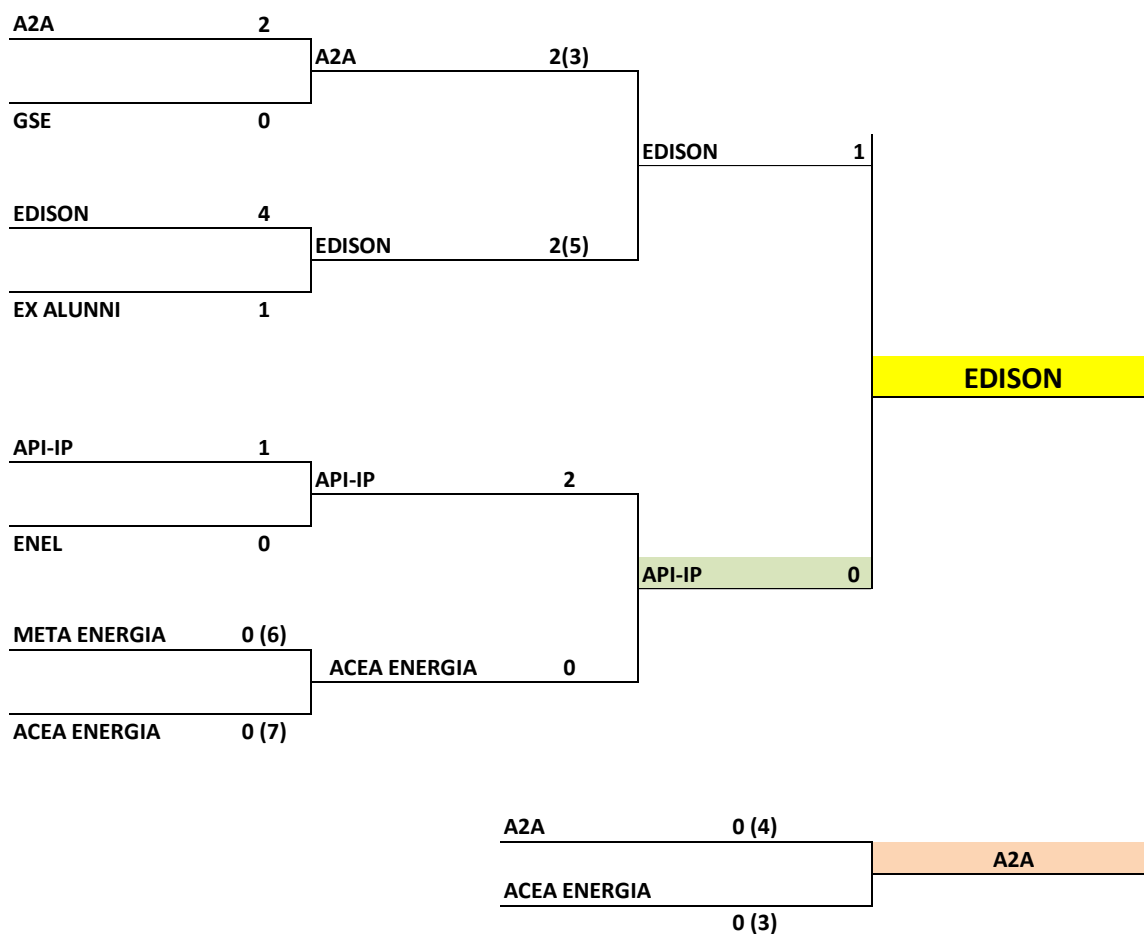 A2A 2
A2A 2(3)
GSE 0
EDISON 1
EDISON 4
EDISON 2(5)
EX ALUNNI 1
EDISON
API-IP 1
API-IP 2
ENEL 0
API-IP 0
META ENERGIA 0 (6)
ACEA ENERGIA 0
ACEA ENERGIA 0 (7)
A2A 0 (4)
A2A
ACEA ENERGIA
0 (3)